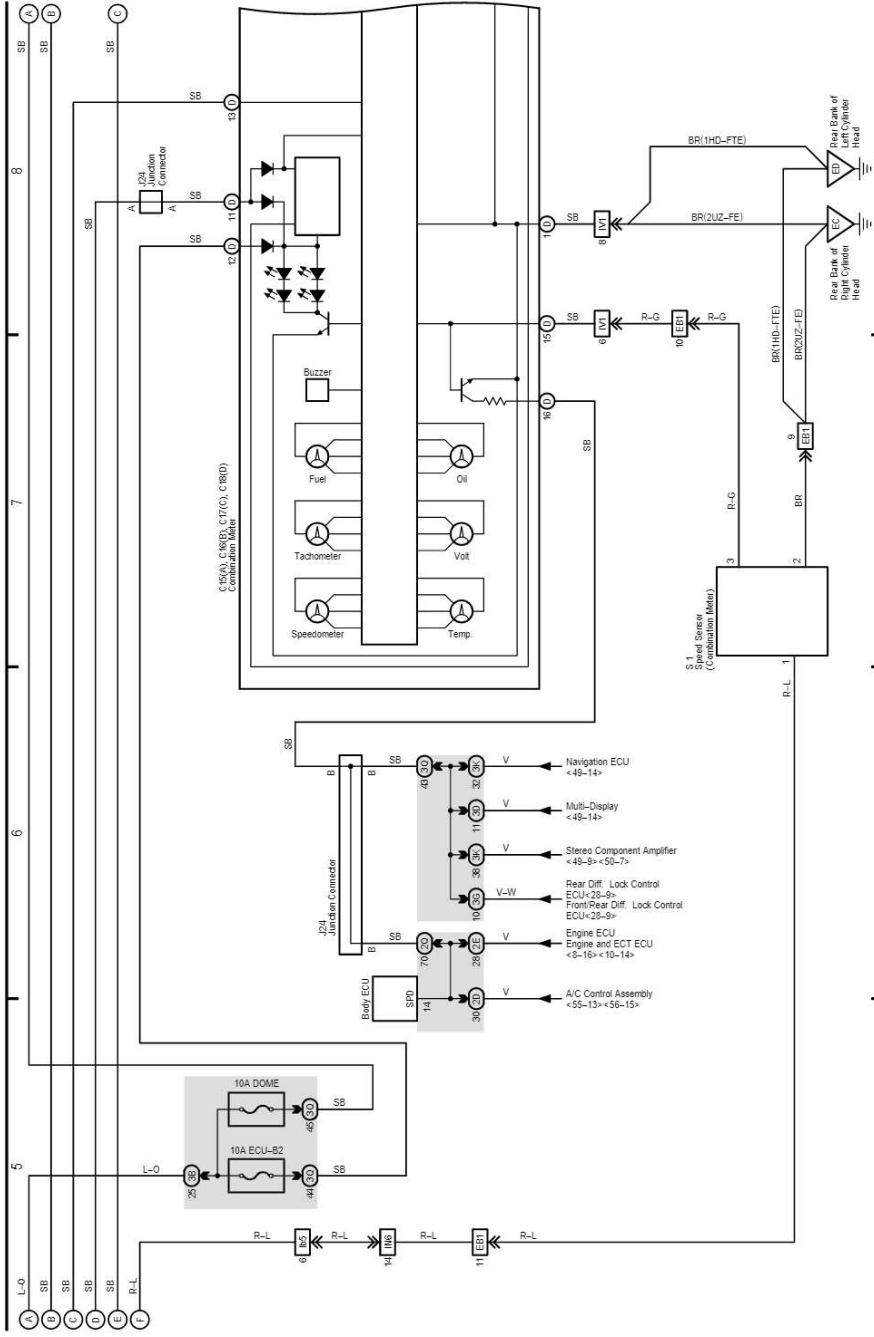 5
6
7
8
A
L-O
B
SB
C
SB
D
SB
E
SB
F
R-L
SB
A
SB
B
SB
C
L-O
25 3B
10A ECU-B2
10A DOME
44 3Q
SB
45 3Q
SB
R-L
6 Ib5
R-L
14 IN6
R-L
11 EB1
R-L
J24
Junction Connector
B
B
B
SB
SB
SB
Body ECU
SPD
14
70 2Q
43 3Q
30 2D
V
A/C Control Assembly
<55-13><56-15>
28 2E
V
Engine ECU
Engine and ECT ECU
<8-16><10-14>
10 3G
V-W
Rear Diff. Lock Control
ECU<28-9>
Front/Rear Diff. Lock Control
ECU<28-9>
38 3K
V
Stereo Component Amplifier
<49-9><50-7>
11 3D
V
Multi-Display
<49-14>
32 3K
V
Navigation ECU
<49-14>
C15(A), C16(B), C17(C), C18(D)
Combination Meter
Speedometer
Tachometer
Fuel
Buzzer
Temp.
Volt
Oil
SB
J24
Junction
Connector
A
A
SB
12 D
SB
11 D
SB
13 D
SB
16 D
SB
15 D
SB
6 IV1
R-G
10 EB1
R-G
1 D
SB
8 IV1
BR(1HD-FTE)
BR(2UZ-FE)
S 1
Speed Sensor
(Combination Meter)
1
R-L
3
R-G
2
BR
9
EB1
BR(1HD-FTE)
BR(2UZ-FE)
EC
Rear Bank of
Right Cylinder
Head
ED
Rear Bank of
Left Cylinder
Head